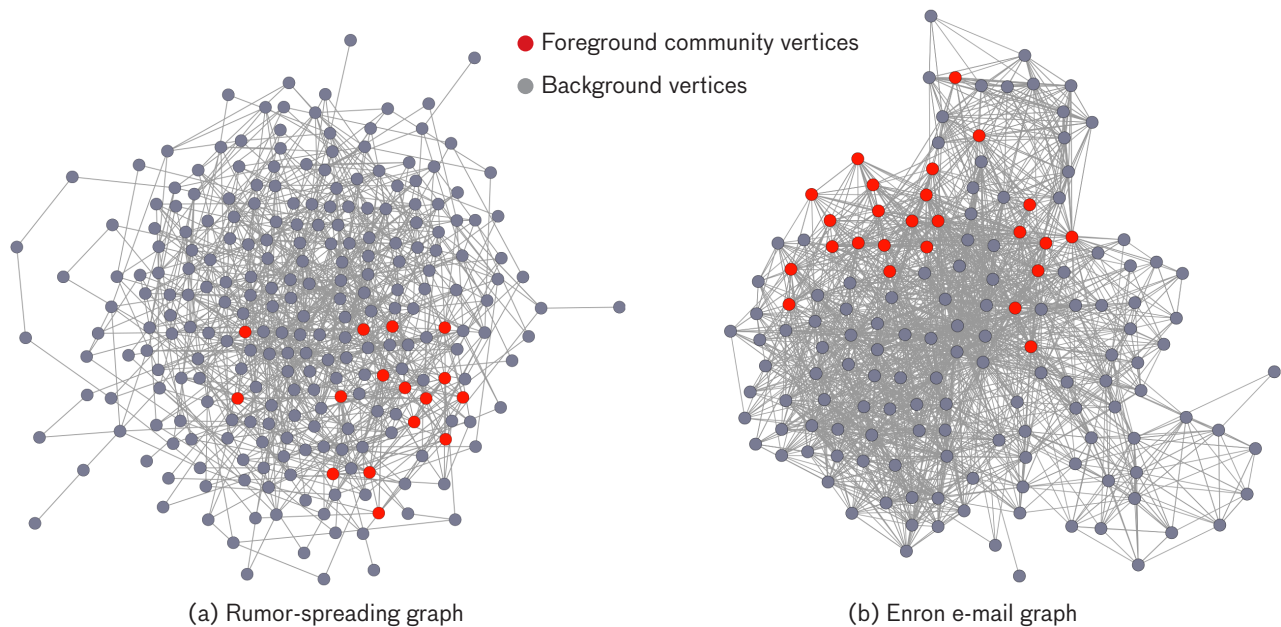 Foreground community vertices
Background vertices
(a) Rumor-spreading graph
(b) Enron e-mail graph